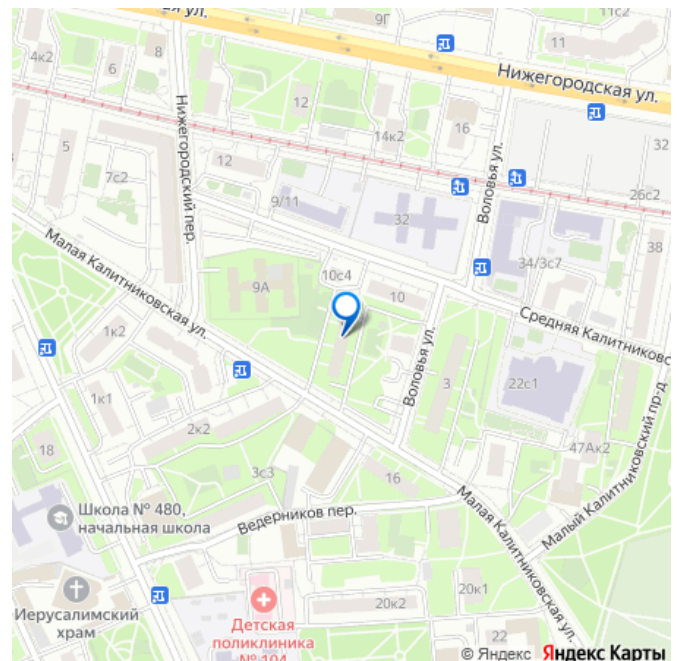 9Г
11с2
11
ая ул.
4к2
8
6
Нижегородская ул.
12
14к2
16
32
5
7с2
Нижегородский пер.
12
9/11
32
Воловья ул.
26с2
38
34/3с7
Малая Калитниковская ул.
9А
10с4
10
Средняя Калитниковс
1к2
Воловья ул.
3
22с1
1к1
2к2
47Ак2
Малый Калитниковский пр-д
18
3с3
16
Школа № 480,
начальная школа
Ведерников пер.
Малая Калитниковская ул.
Иерусалимский
храм
20к1
20к2
22
Детская
поликлиника
№ 104
© Яндекс Яндекс Карты